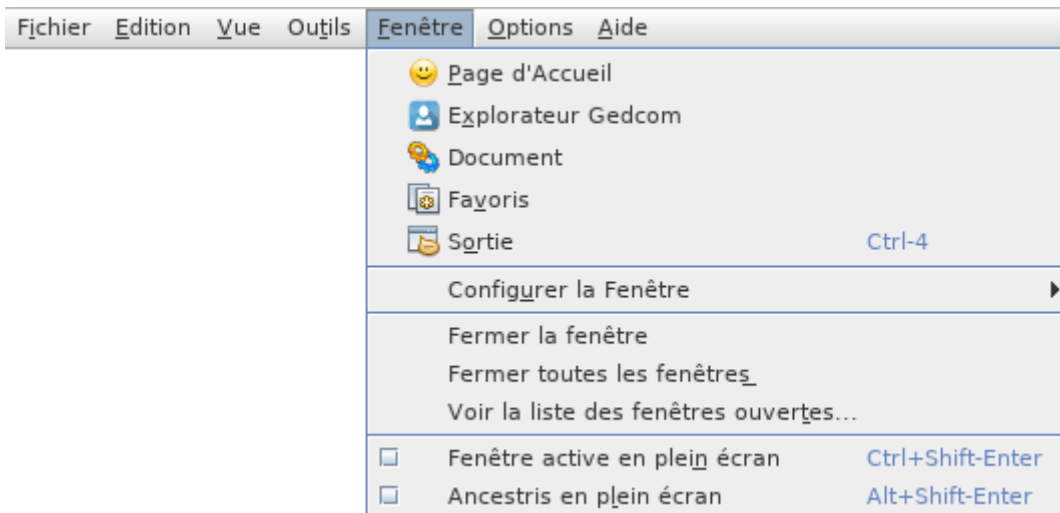 Fichier Edition Vue Outils Fenêtre Options Aide
Page d'Accueil
Explorateur Gedcom
Document
Favoris
Sortie Ctrl-4
Configurer la Fenêtre
Fermer la fenêtre
Fermer toutes les fenêtres
Voir la liste des fenêtres ouvertes...
Fenêtre active en plein écran Ctrl+Shift-Enter
Ancestris en plein écran Alt+Shift-Enter